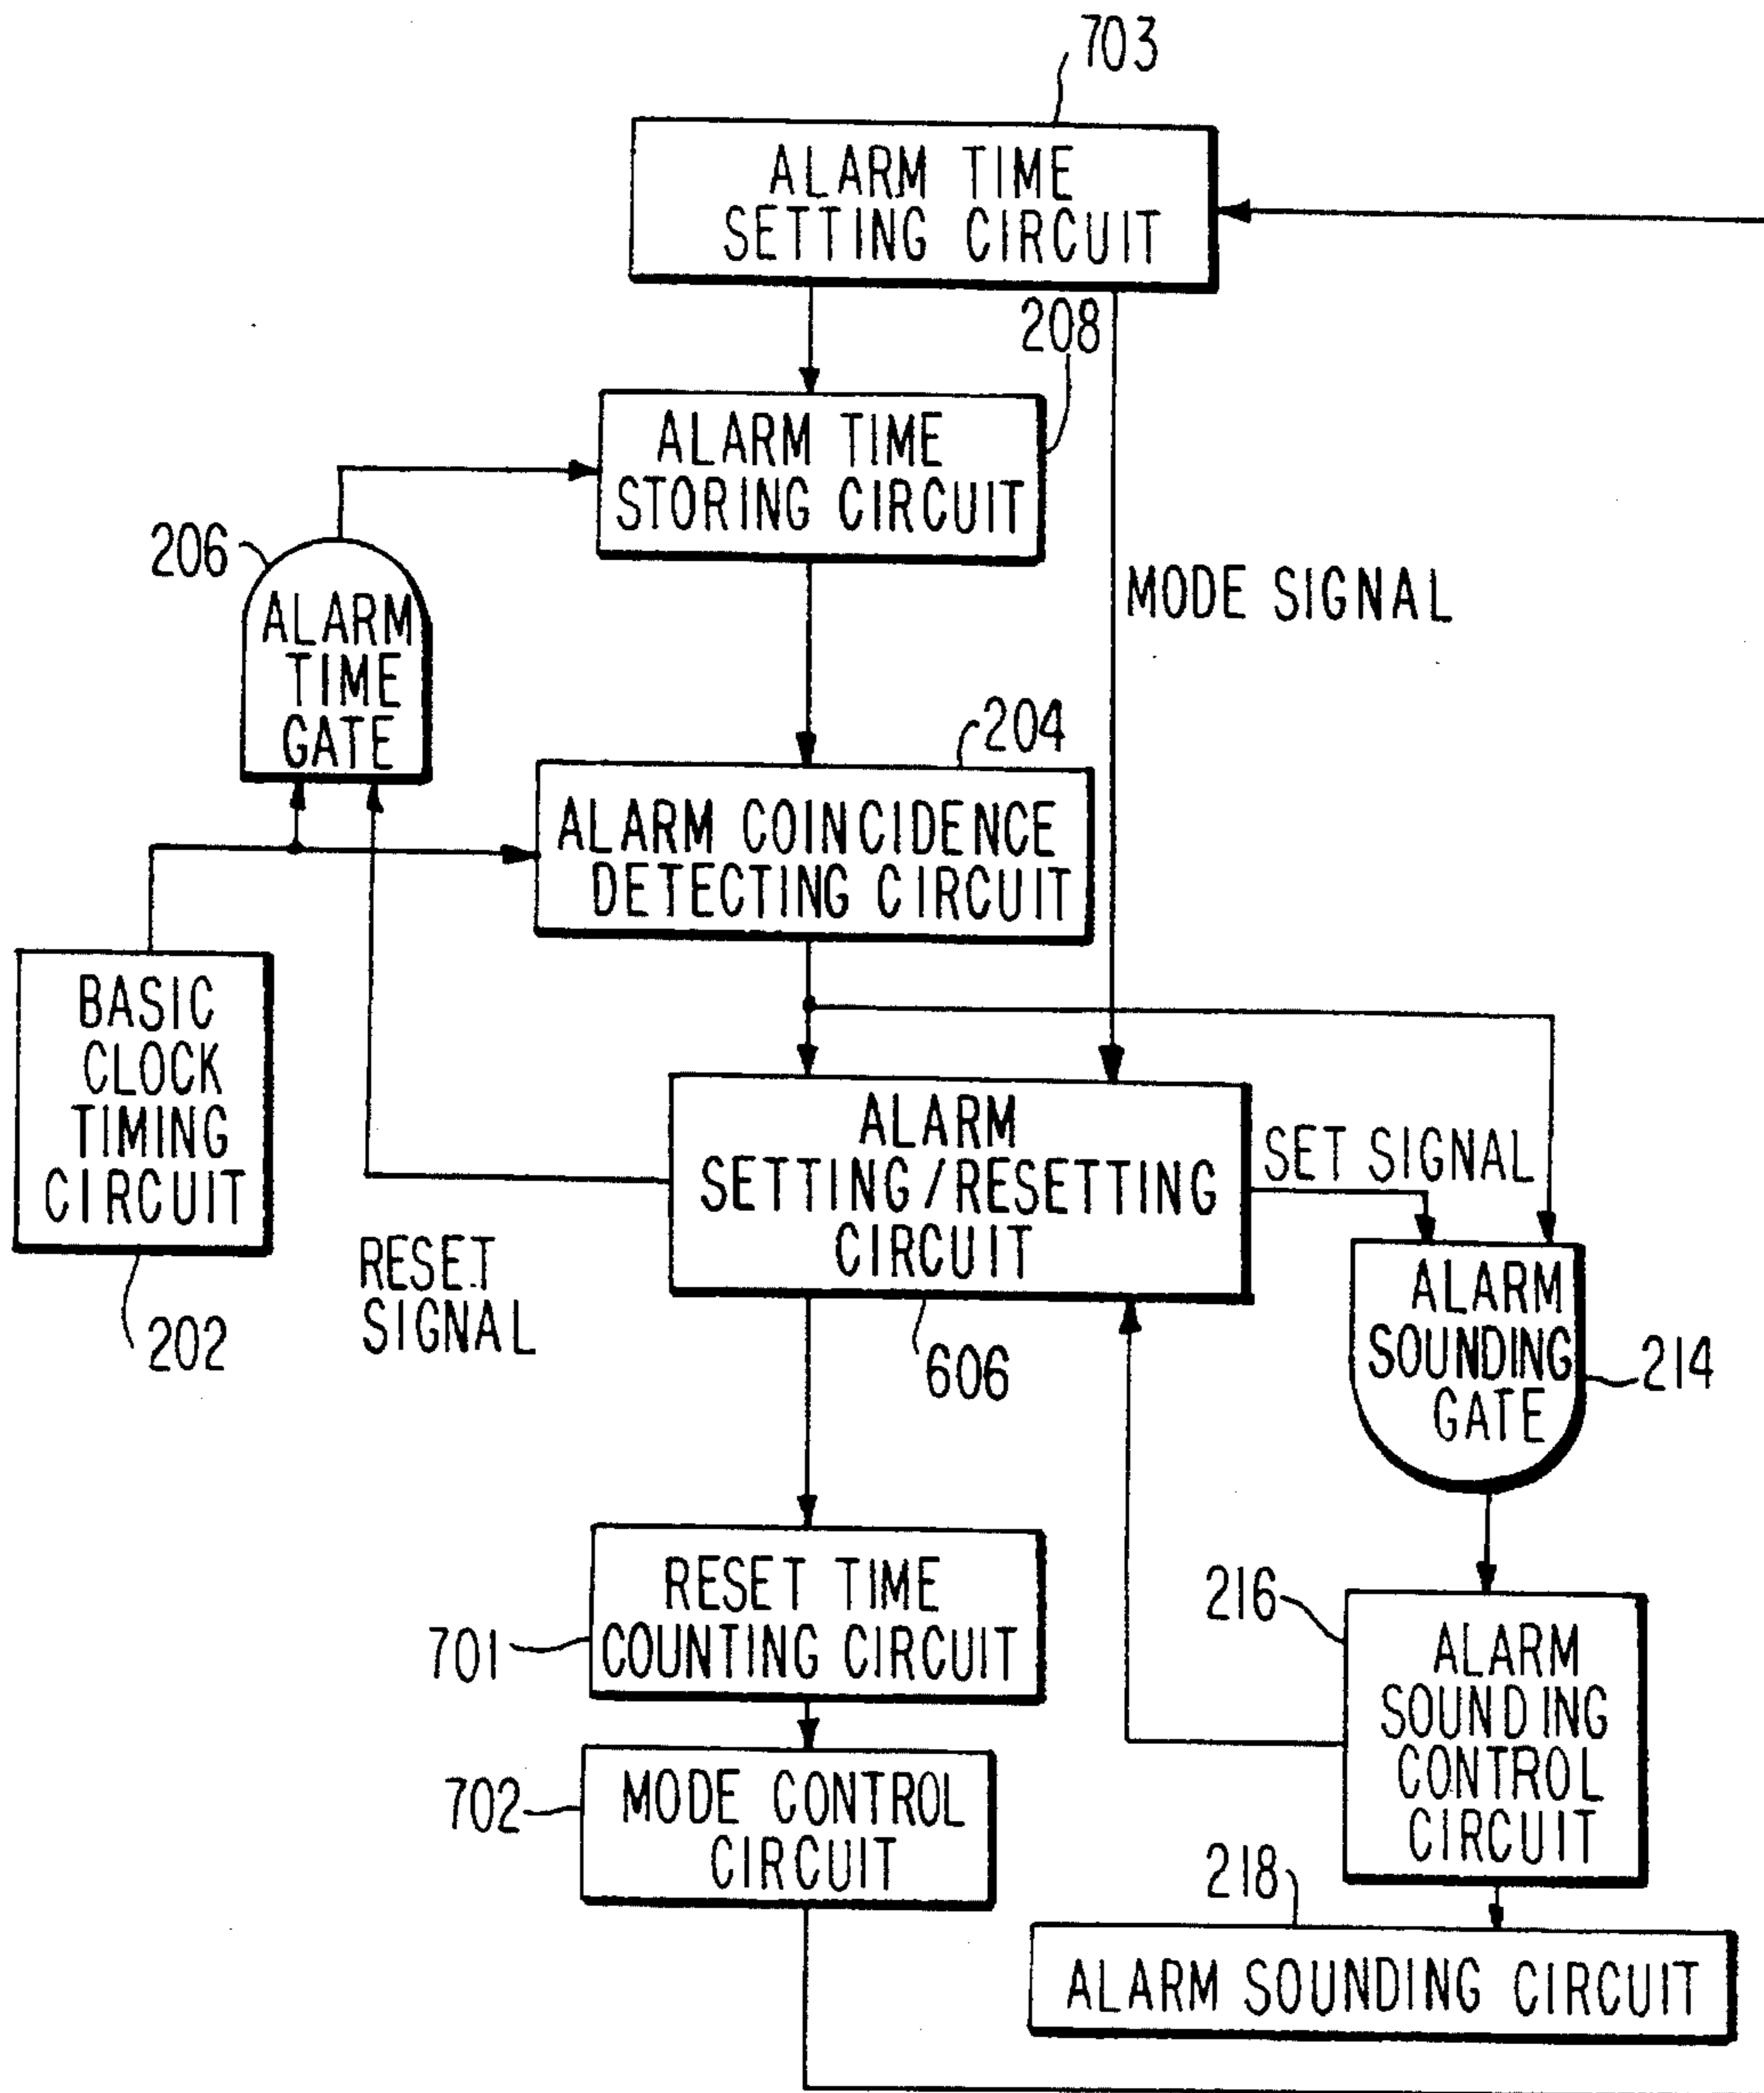 703
ALARM TIME
SETTING CIRCUIT
208
ALARM TIME
STORING CIRCUIT
206
ALARM
TIME
GATE
MODE SIGNAL
204
ALARM COINCIDENCE
DETECTING CIRCUIT
BASIC
CLOCK
TIMING
CIRCUIT
202
RESET
SIGNAL
ALARM
SETTING/RESETTING
CIRCUIT
606
SET SIGNAL
ALARM
SOUNDING
GATE
214
RESET TIME
COUNTING CIRCUIT
701
216
ALARM
SOUNDING
CONTROL
CIRCUIT
702
MODE CONTROL
CIRCUIT
218
ALARM SOUNDING CIRCUIT